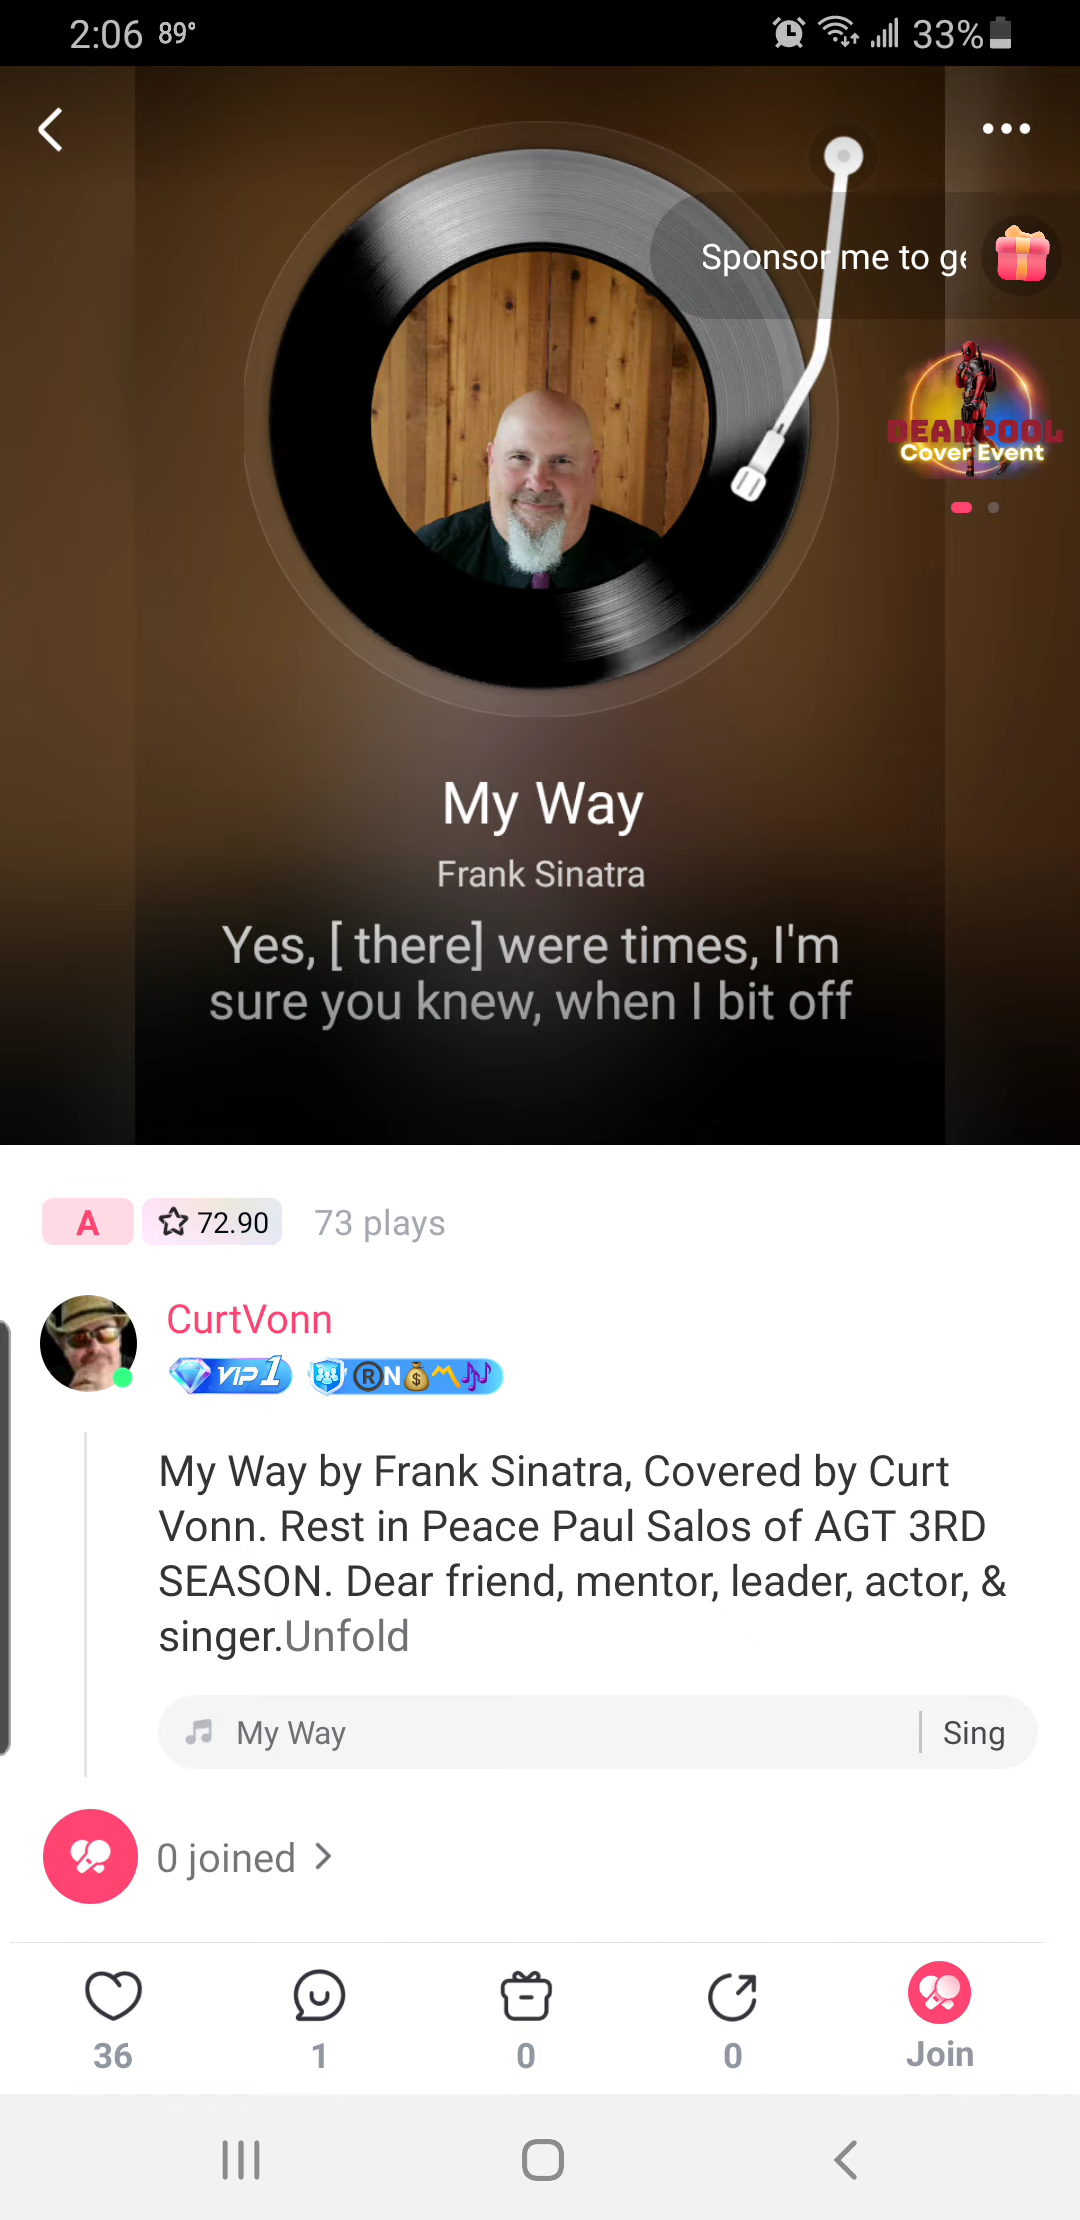 2:06 89° 33%
Sponsor me to ge
DEADPOOL
Cover Event
My Way
Frank Sinatra
Yes, [ there] were times, I'm
sure you knew, when I bit off
A 72.90 73 plays
CurtVonn
VIP 1 ®N💰〽️🎶
My Way by Frank Sinatra, Covered by Curt
Vonn. Rest in Peace Paul Salos of AGT 3RD
SEASON. Dear friend, mentor, leader, actor, &
singer.Unfold
My Way Sing
0 joined
36 1 0 0 Join